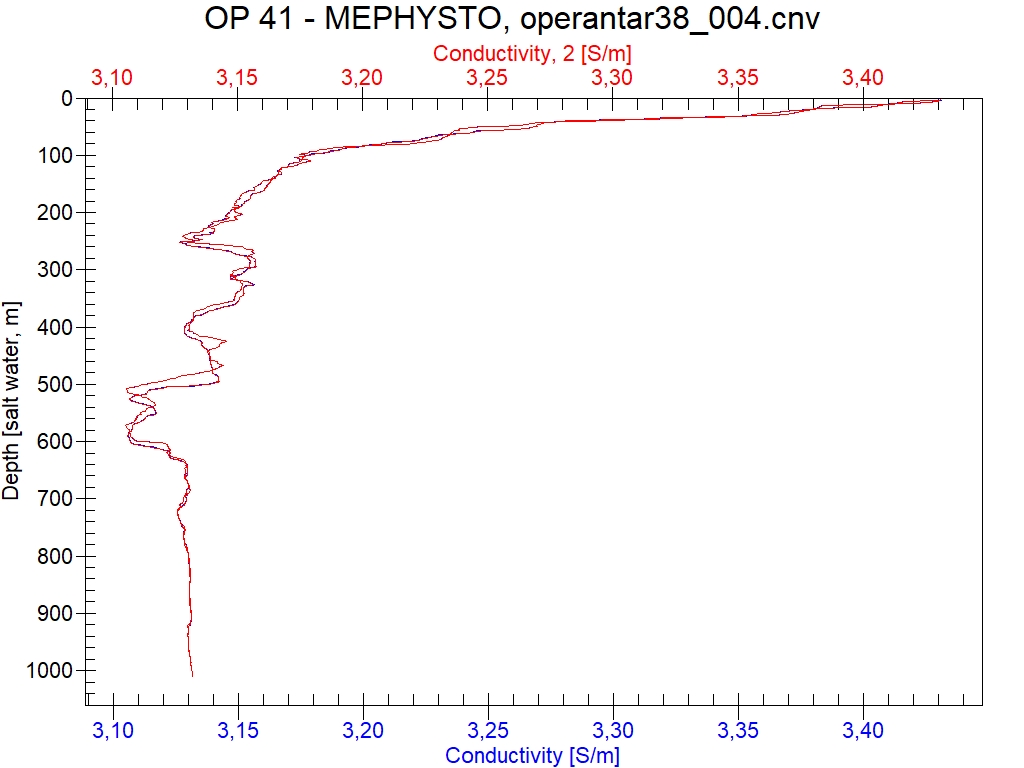 OP 41 - MEPHYSTO, operantar38_004.cnv
Conductivity, 2 [S/m]
3,10 3,15 3,20 3,25 3,30 3,35 3,40
0
100
200
300
400
500
600
700
800
900
1000
Depth [salt water, m]
3,10 3,15 3,20 3,25 3,30 3,35 3,40
Conductivity [S/m]